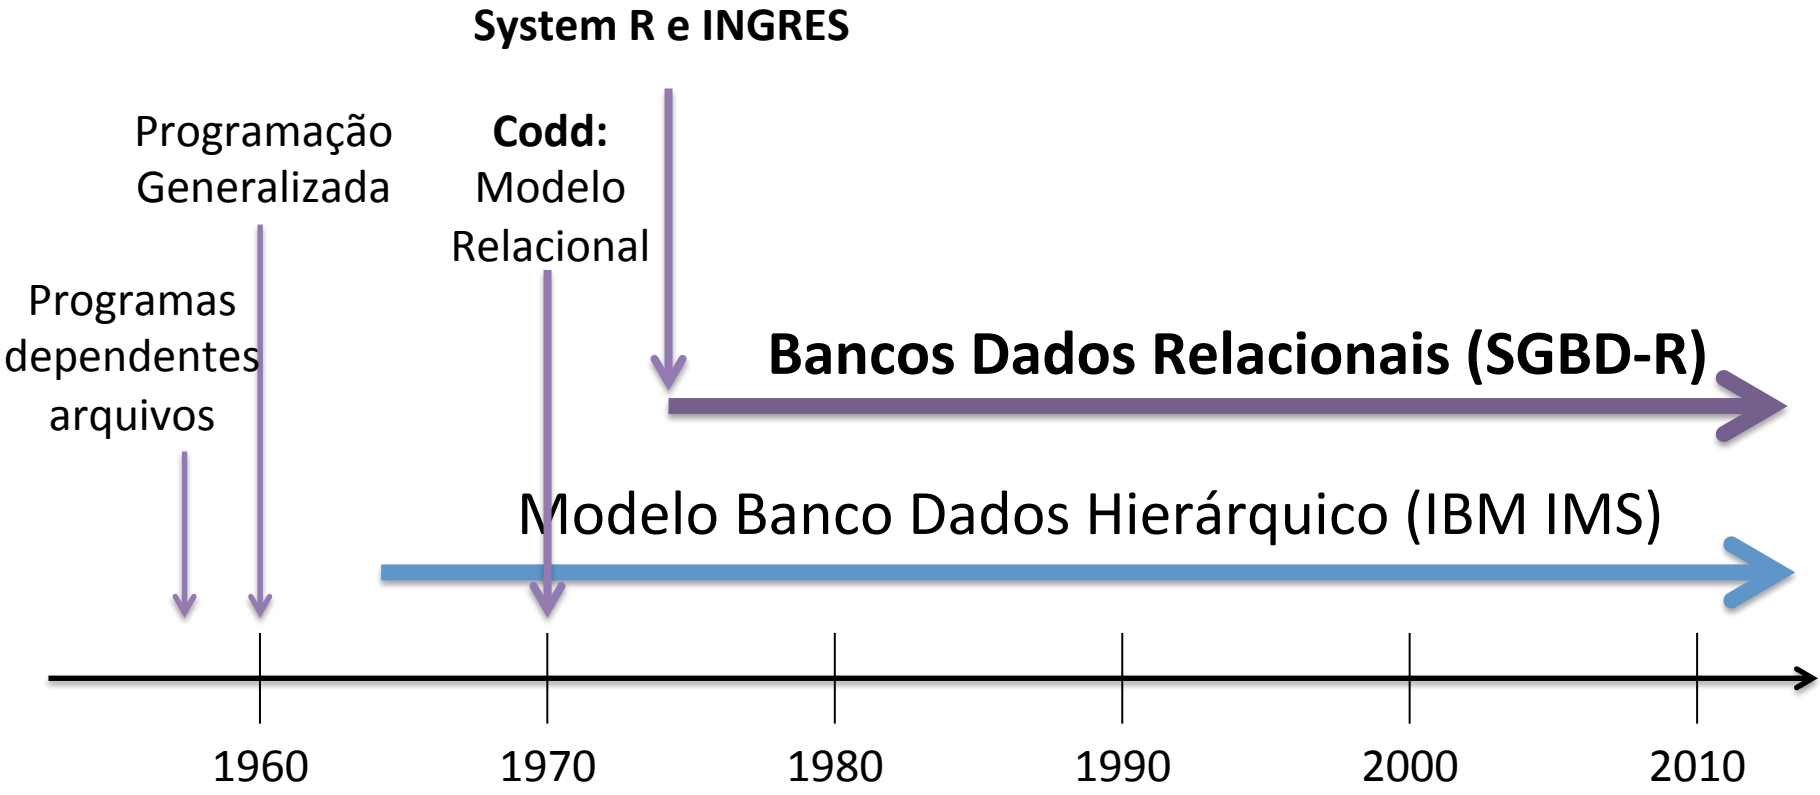 System R e INGRES
Programação
Generalizada
Codd:
Modelo
Relacional
Programas
dependentes
arquivos
Bancos Dados Relacionais (SGBD-R)
Modelo Banco Dados Hierárquico (IBM IMS)
1960 1970 1980 1990 2000 2010